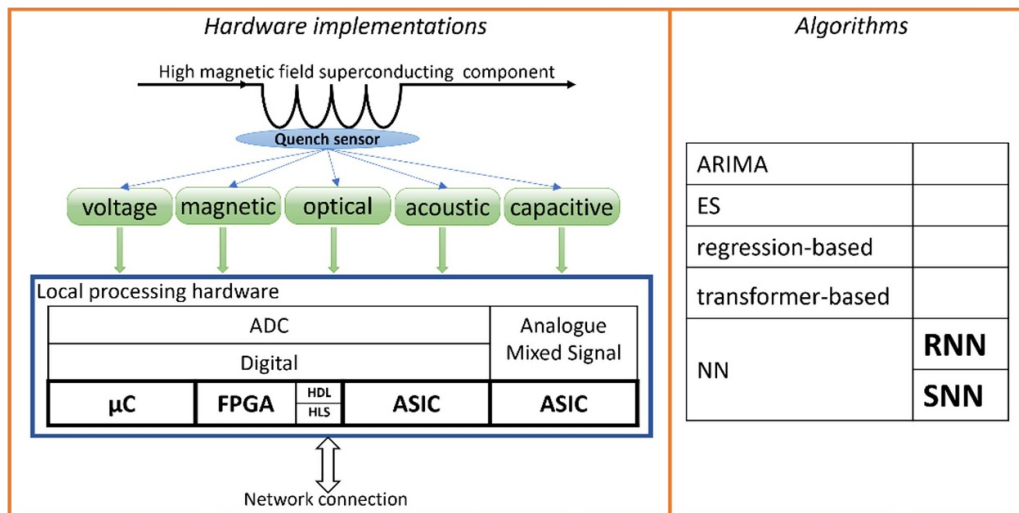 Hardware implementations
High magnetic field superconducting component
Quench sensor
voltage magnetic optical acoustic capacitive
Local processing hardware
ADC
Digital
Analogue
Mixed Signal
μC FPGA HDL HLS ASIC ASIC
Network connection
Algorithms
ARIMA
ES
regression-based
transformer-based
NN
RNN
SNN